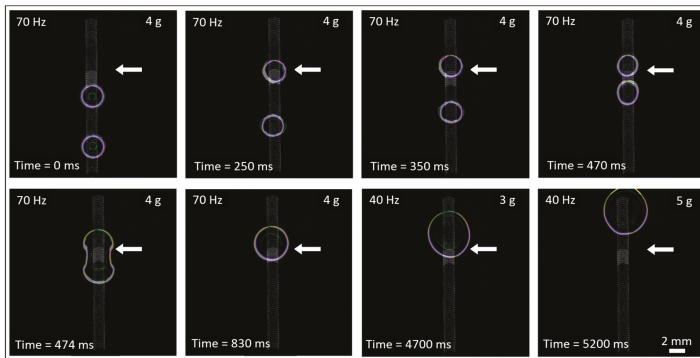 70 Hz 4 g
Time = 0 ms
70 Hz 4 g
Time = 250 ms
70 Hz 4 g
Time = 350 ms
70 Hz 4 g
Time = 470 ms
70 Hz 4 g
Time = 474 ms
70 Hz 4 g
Time = 830 ms
40 Hz 3 g
Time = 4700 ms
40 Hz 5 g
Time = 5200 ms
2 mm